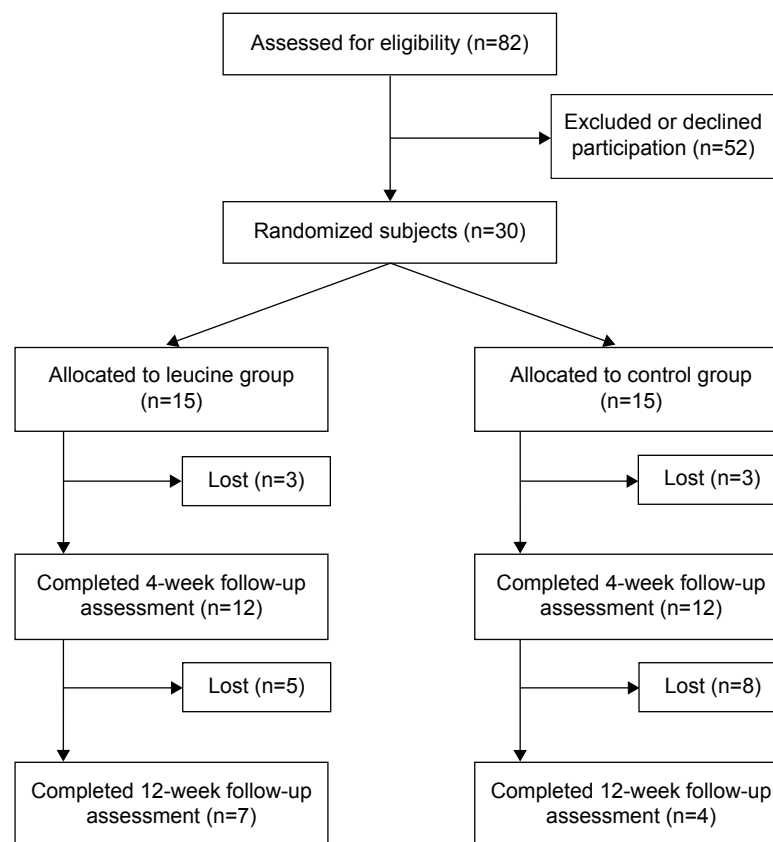 Assessed for eligibility (n=82)
Excluded or declined
participation (n=52)
Randomized subjects (n=30)
Allocated to leucine group
(n=15)
Allocated to control group
(n=15)
Lost (n=3)
Lost (n=3)
Completed 4-week follow-up
assessment (n=12)
Completed 4-week follow-up
assessment (n=12)
Lost (n=5)
Lost (n=8)
Completed 12-week follow-up
assessment (n=7)
Completed 12-week follow-up
assessment (n=4)